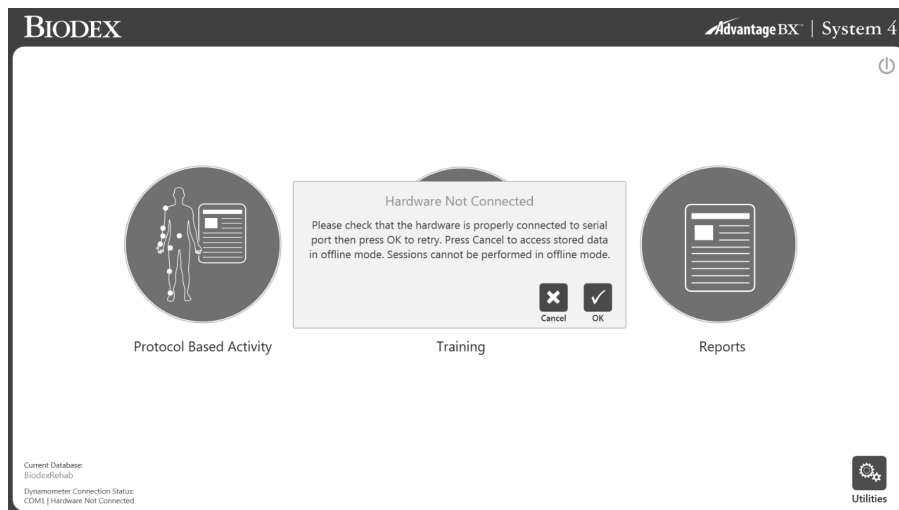 BIODEX
Advantage BX™ | System 4
Hardware Not Connected
Please check that the hardware is properly connected to serial
port then press OK to retry. Press Cancel to access stored data
in offline mode. Sessions cannot be performed in offline mode.
Cancel OK
Protocol Based Activity
Training
Reports
Current Database:
BiodexRehab
Dynamometer Connection Status:
COM1 | Hardware Not Connected
Utilities